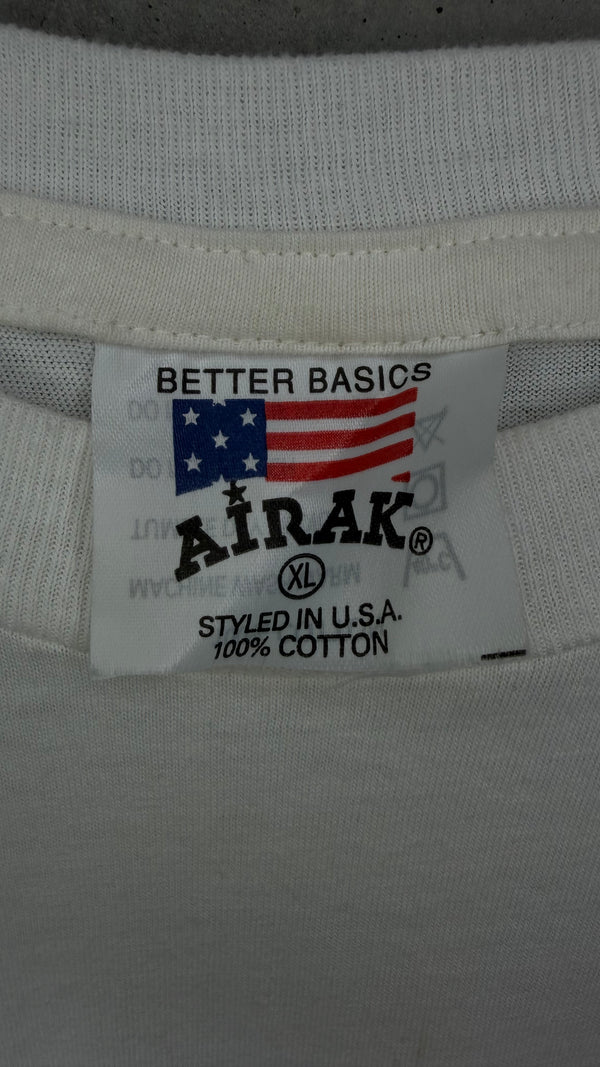 BETTER BASICS
AIRAK®
XL
STYLED IN U.S.A.
100% COTTON